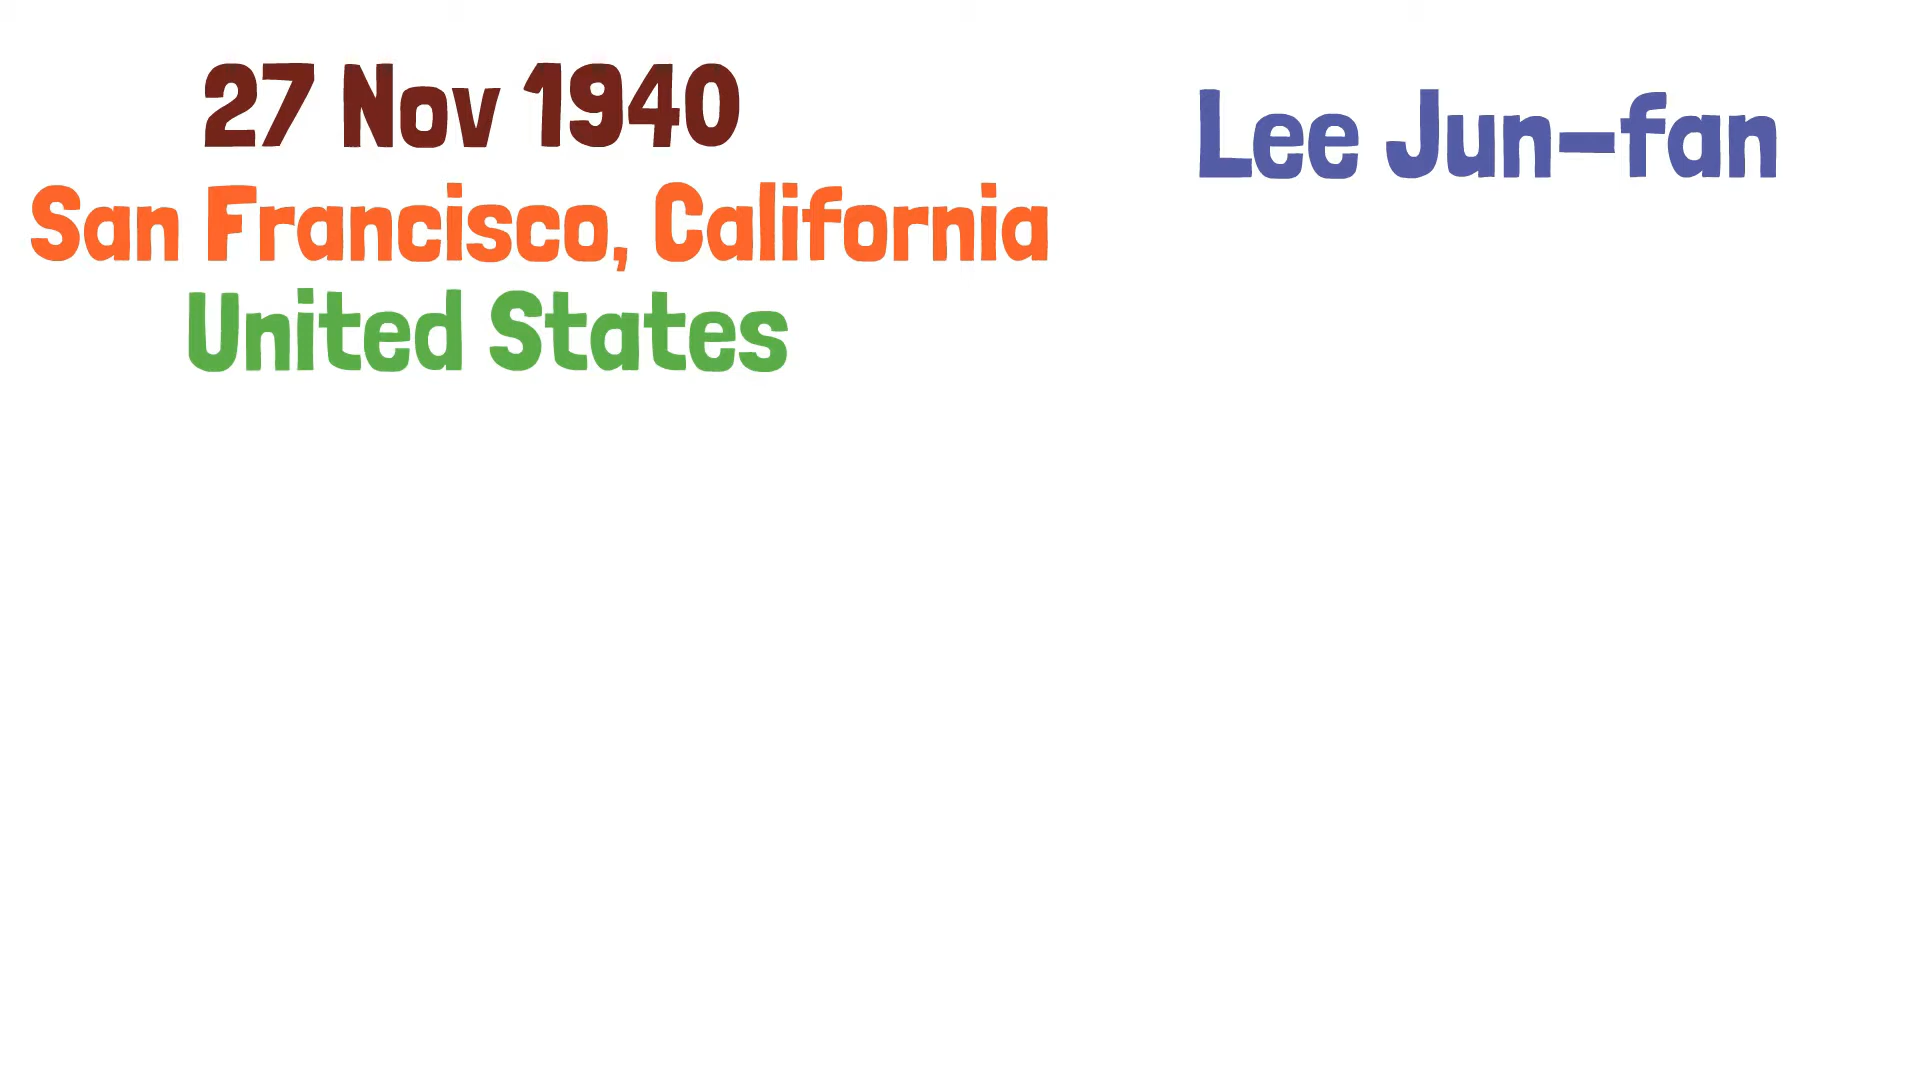 27 Nov 1940
San Francisco, California
United States
Lee Jun-fan